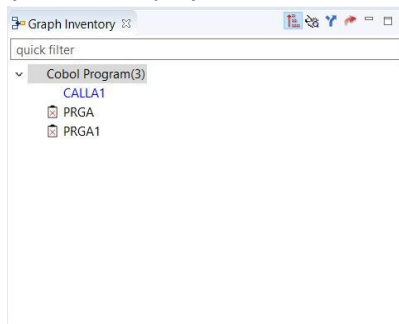 Graph Inventory
quick filter
Cobol Program(3)
CALLA1
PRGA
PRGA1